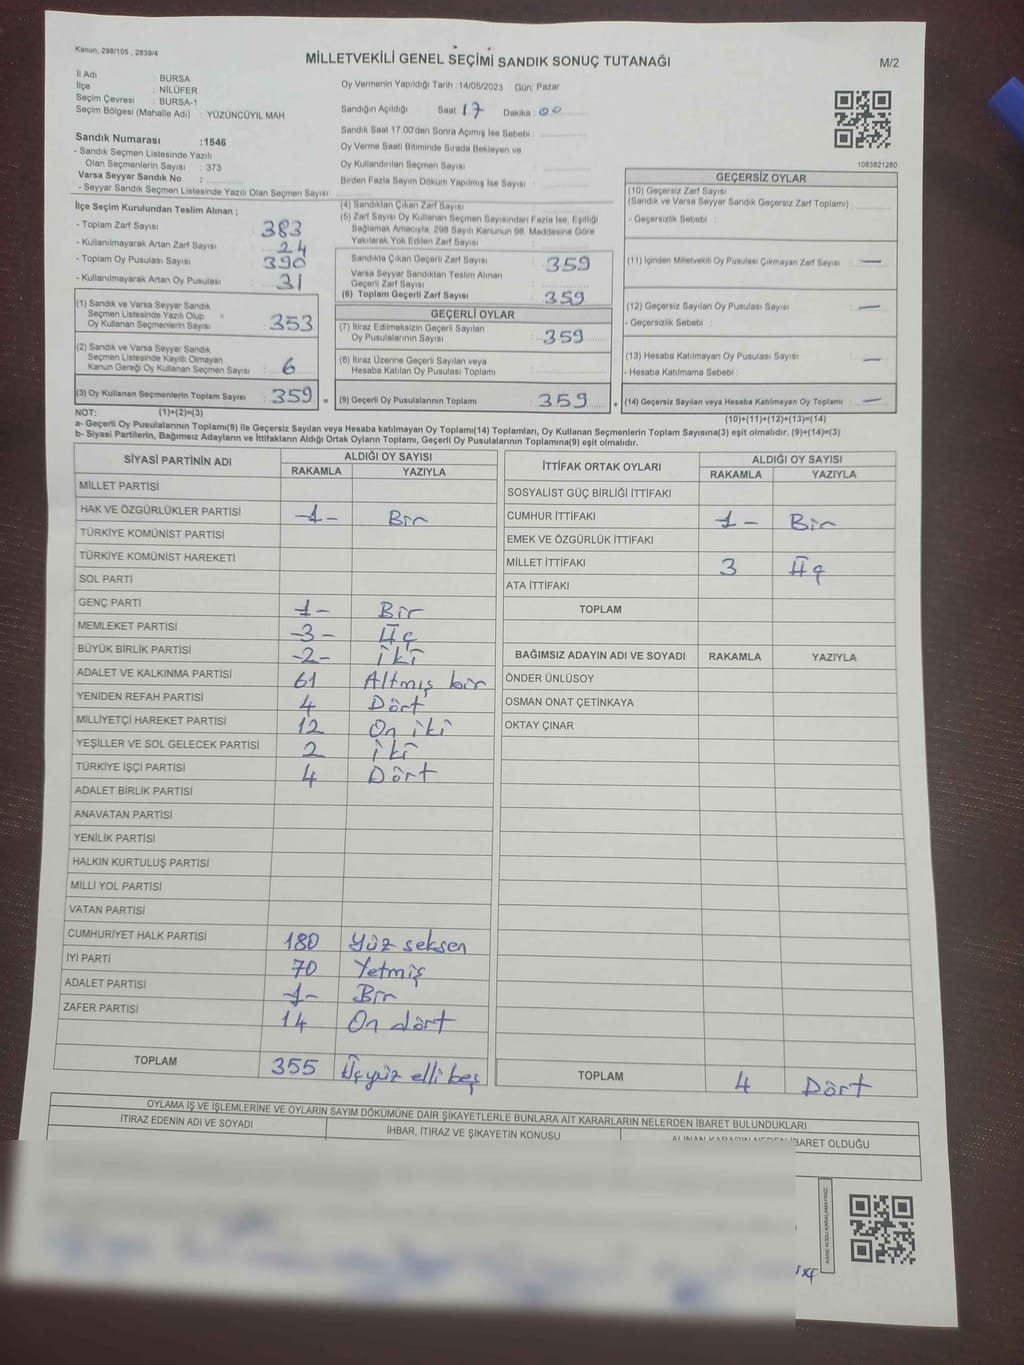 Kanun; 298/105 , 2839/4
MİLLETVEKİLİ GENEL SEÇİMİ SANDIK SONUÇ TUTANAĞI
M/2
İl Adı : BURSA
İlçe : NİLÜFER
Seçim Çevresi : BURSA-1
Seçim Bölgesi (Mahalle Adı) : YÜZÜNCÜYIL MAH
Sandık Numarası :1546
- Sandık Seçmen Listesinde Yazılı
Olan Seçmenlerin Sayısı : 373
Varsa Seyyar Sandık No :
- Seyyar Sandık Seçmen Listesinde Yazılı Olan Seçmen Sayısı
Oy Vermenin Yapıldığı Tarih : 14/05/2023 Gün: Pazar
Sandığın Açıldığı Saat: 17 Dakika : 00
Sandık Saat 17:00'dan Sonra Açımış İse Sebebi :
Oy Verme Saati Bitiminde Sırada Bekleyen ve
Oy Kullandırılan Seçmen Sayısı :
Birden Fazla Sayım Döküm Yapılmış İse Sayısı :
1083821280
İlçe Seçim Kurulundan Teslim Alınan ;
- Toplam Zarf Sayısı : 383
- Kullanılmayarak Artan Zarf Sayısı : 24
- Toplam Oy Pusulası Sayısı : 390
- Kullanılmayarak Artan Oy Pusulası : 31
(1) Sandık ve Varsa Seyyar Sandık
Seçmen Listesinde Yazılı Olup
Oy Kullanan Seçmenlerin Sayısı : 353
(2) Sandık ve Varsa Seyyar Sandık
Seçmen Listesinde Kayıtlı Olmayan
Kanun Gereği Oy Kullanan Seçmen Sayısı : 6
(3) Oy Kullanan Seçmenlerin Toplam Sayısı : 359 =
(4) Sandıktan Çıkan Zarf Sayısı :
(5) Zarf Sayısı Oy Kullanan Seçmen Sayısından Fazla İse, Eşitliği
Sağlamak Amacıyla, 298 Sayılı Kanunun 98. Maddesine Göre
Yakılarak Yok Edilen Zarf Sayısı :
Sandıkta Çıkan Geçerli Zarf Sayısı : 359
Varsa Seyyar Sandıktan Teslim Alınan
Geçerli Zarf Sayısı :
(6) Toplam Geçerli Zarf Sayısı : 359
GEÇERLİ OYLAR
(7) İtiraz Edilmeksizin Geçerli Sayılan
Oy Pusulalarının Sayısı : 359
(8) İtiraz Üzerine Geçerli Sayılan veya
Hesaba Katılan Oy Pusulası Toplamı :
(9) Geçerli Oy Pusulalarının Toplamı : 359 +
GEÇERSİZ OYLAR
(10) Geçersiz Zarf Sayısı
(Sandık ve Varsa Seyyar Sandık Geçersiz Zarf Toplamı) :
- Geçersizlik Sebebi :
(11) İçinden Milletvekili Oy Pusulası Çıkmayan Zarf Sayısı : —
(12) Geçersiz Sayılan Oy Pusulası Sayısı : —
- Geçersizlik Sebebi :
(13) Hesaba Katılmayan Oy Pusulası Sayısı : —
- Hesaba Katılmama Sebebi :
(14) Geçersiz Sayılan veya Hesaba Katılmayan Oy Toplamı : —
NOT: (1)+(2)=(3)
(10)+(11)+(12)+(13)=(14)
a- Geçerli Oy Pusulalarının Toplamı(9) ile Geçersiz Sayılan veya Hesaba katılmayan Oy Toplamı(14) Toplamları, Oy Kullanan Seçmenlerin Toplam Sayısına(3) eşit olmalıdır. (9)+(14)=(3)
b- Siyasi Partilerin, Bağımsız Adayların ve İttifakların Aldığı Ortak Oyların Toplamı, Geçerli Oy Pusulalarının Toplamına(9) eşit olmalıdır.
SİYASİ PARTİNİN ADI
ALDIĞI OY SAYISI
RAKAMLA YAZIYLA
MİLLET PARTİSİ
HAK VE ÖZGÜRLÜKLER PARTİSİ -1- Bir
TÜRKİYE KOMÜNİST PARTİSİ
TÜRKİYE KOMÜNİST HAREKETİ
SOL PARTİ
GENÇ PARTİ -1- Bir
MEMLEKET PARTİSİ -3- Üç
BÜYÜK BİRLİK PARTİSİ -2- iki
ADALET VE KALKINMA PARTİSİ 61 Altmış bir
YENİDEN REFAH PARTİSİ 4 Dört
MİLLİYETÇİ HAREKET PARTİSİ 12 On iki
YEŞİLLER VE SOL GELECEK PARTİSİ 2 iki
TÜRKİYE İŞÇİ PARTİSİ 4 Dört
ADALET BİRLİK PARTİSİ
ANAVATAN PARTİSİ
YENİLİK PARTİSİ
HALKIN KURTULUŞ PARTİSİ
MİLLİ YOL PARTİSİ
VATAN PARTİSİ
CUMHURİYET HALK PARTİSİ 180 Yüz seksen
İYİ PARTİ 70 Yetmiş
ADALET PARTİSİ -1- Bir
ZAFER PARTİSİ 14 On dört
TOPLAM 355 Üçyüz elli beş
İTTİFAK ORTAK OYLARI
ALDIĞI OY SAYISI
RAKAMLA YAZIYLA
SOSYALİST GÜÇ BİRLİĞİ İTTİFAKI
CUMHUR İTTİFAKI 1- Bir
EMEK VE ÖZGÜRLÜK İTTİFAKI
MİLLET İTTİFAKI 3 Üç
ATA İTTİFAKI
TOPLAM
BAĞIMSIZ ADAYIN ADI VE SOYADI RAKAMLA YAZIYLA
ÖNDER ÜNLÜSOY
OSMAN ONAT ÇETİNKAYA
OKTAY ÇINAR
TOPLAM 4 Dört
OYLAMA İŞ VE İŞLEMLERİNE VE OYLARIN SAYIM DÖKÜMÜNE DAİR ŞİKAYETLERLE BUNLARA AİT KARARLARIN NELERDEN İBARET BULUNDUKLARI
İTİRAZ EDENİN ADI VE SOYADI
İHBAR, İTİRAZ VE ŞİKAYETİN KONUSU
ALINAN KARARIN NEDEN İBARET OLDUĞU
KARE KODU KARALAMAYINIZ!